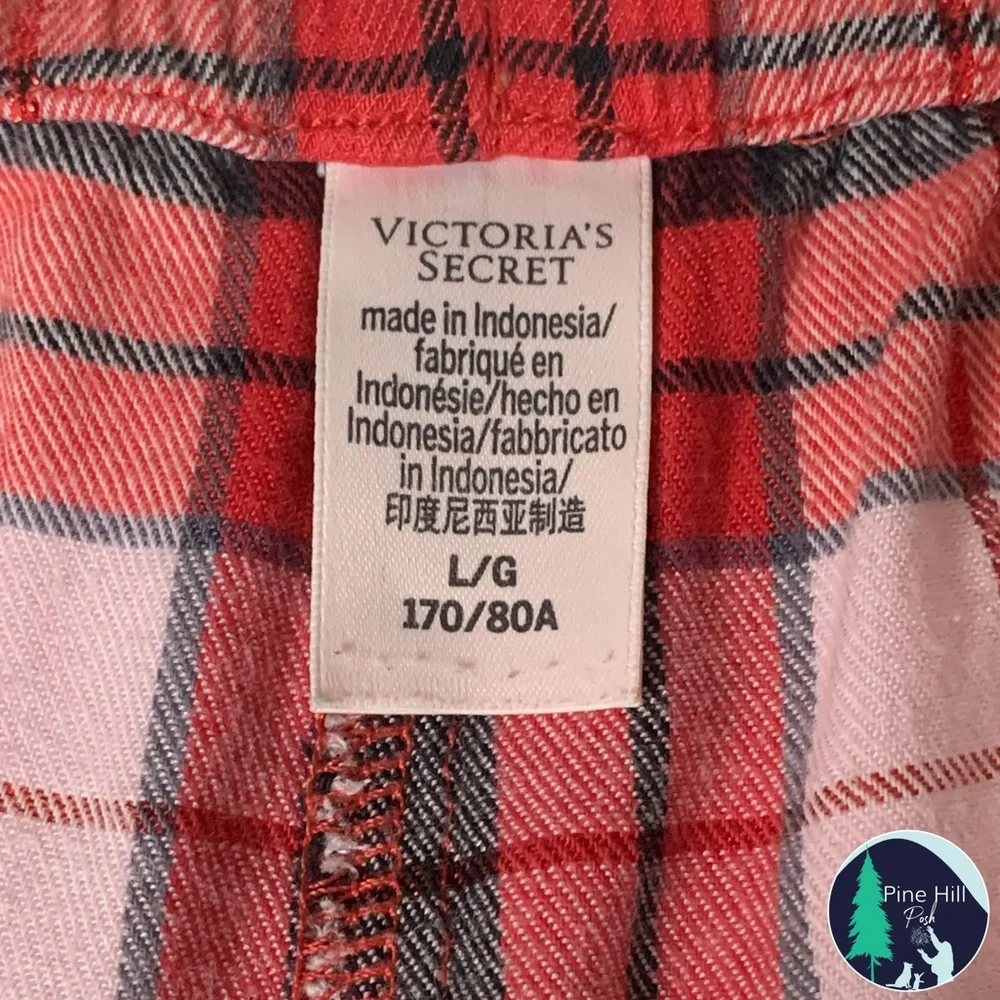 VICTORIA'S
SECRET
made in Indonesia/
fabriqué en
Indonésie/hecho en
Indonesia/fabbricato
in Indonesia/
印度尼西亚制造
L/G
170/80A
Pine Hill
Posh